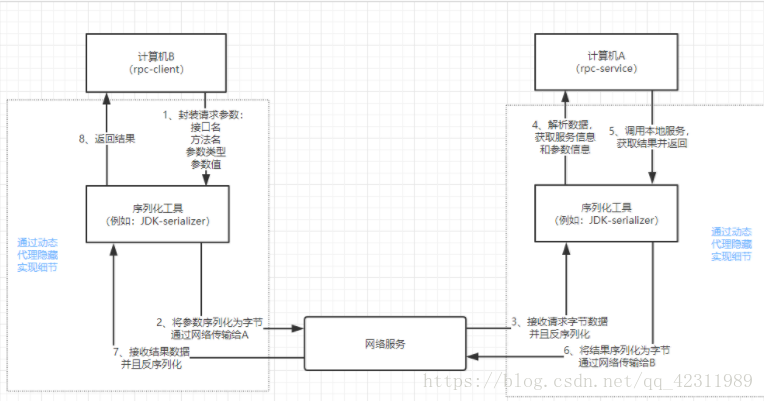 计算机B
(rpc-client)
计算机A
(rpc-service)
1、封装请求参数：
接口名
方法名
参数类型
参数值
8、返回结果
4、解析数据，
获取服务信息
和参数信息
5、调用本地服务，
获取结果并返回
序列化工具
(例如：JDK-serializer)
序列化工具
(例如：JDK-serializer)
通过动态
代理隐藏
实现细节
通过动态
代理隐藏
实现细节
2、将参数序列化为字节
通过网络传输给A
网络服务
3、接收请求字节数据
并且反序列化
7、接收结果数据
并且反序列化
6、将结果序列化为字节
通过网络传输给B
https://blog.csdn.net/qq_42311989